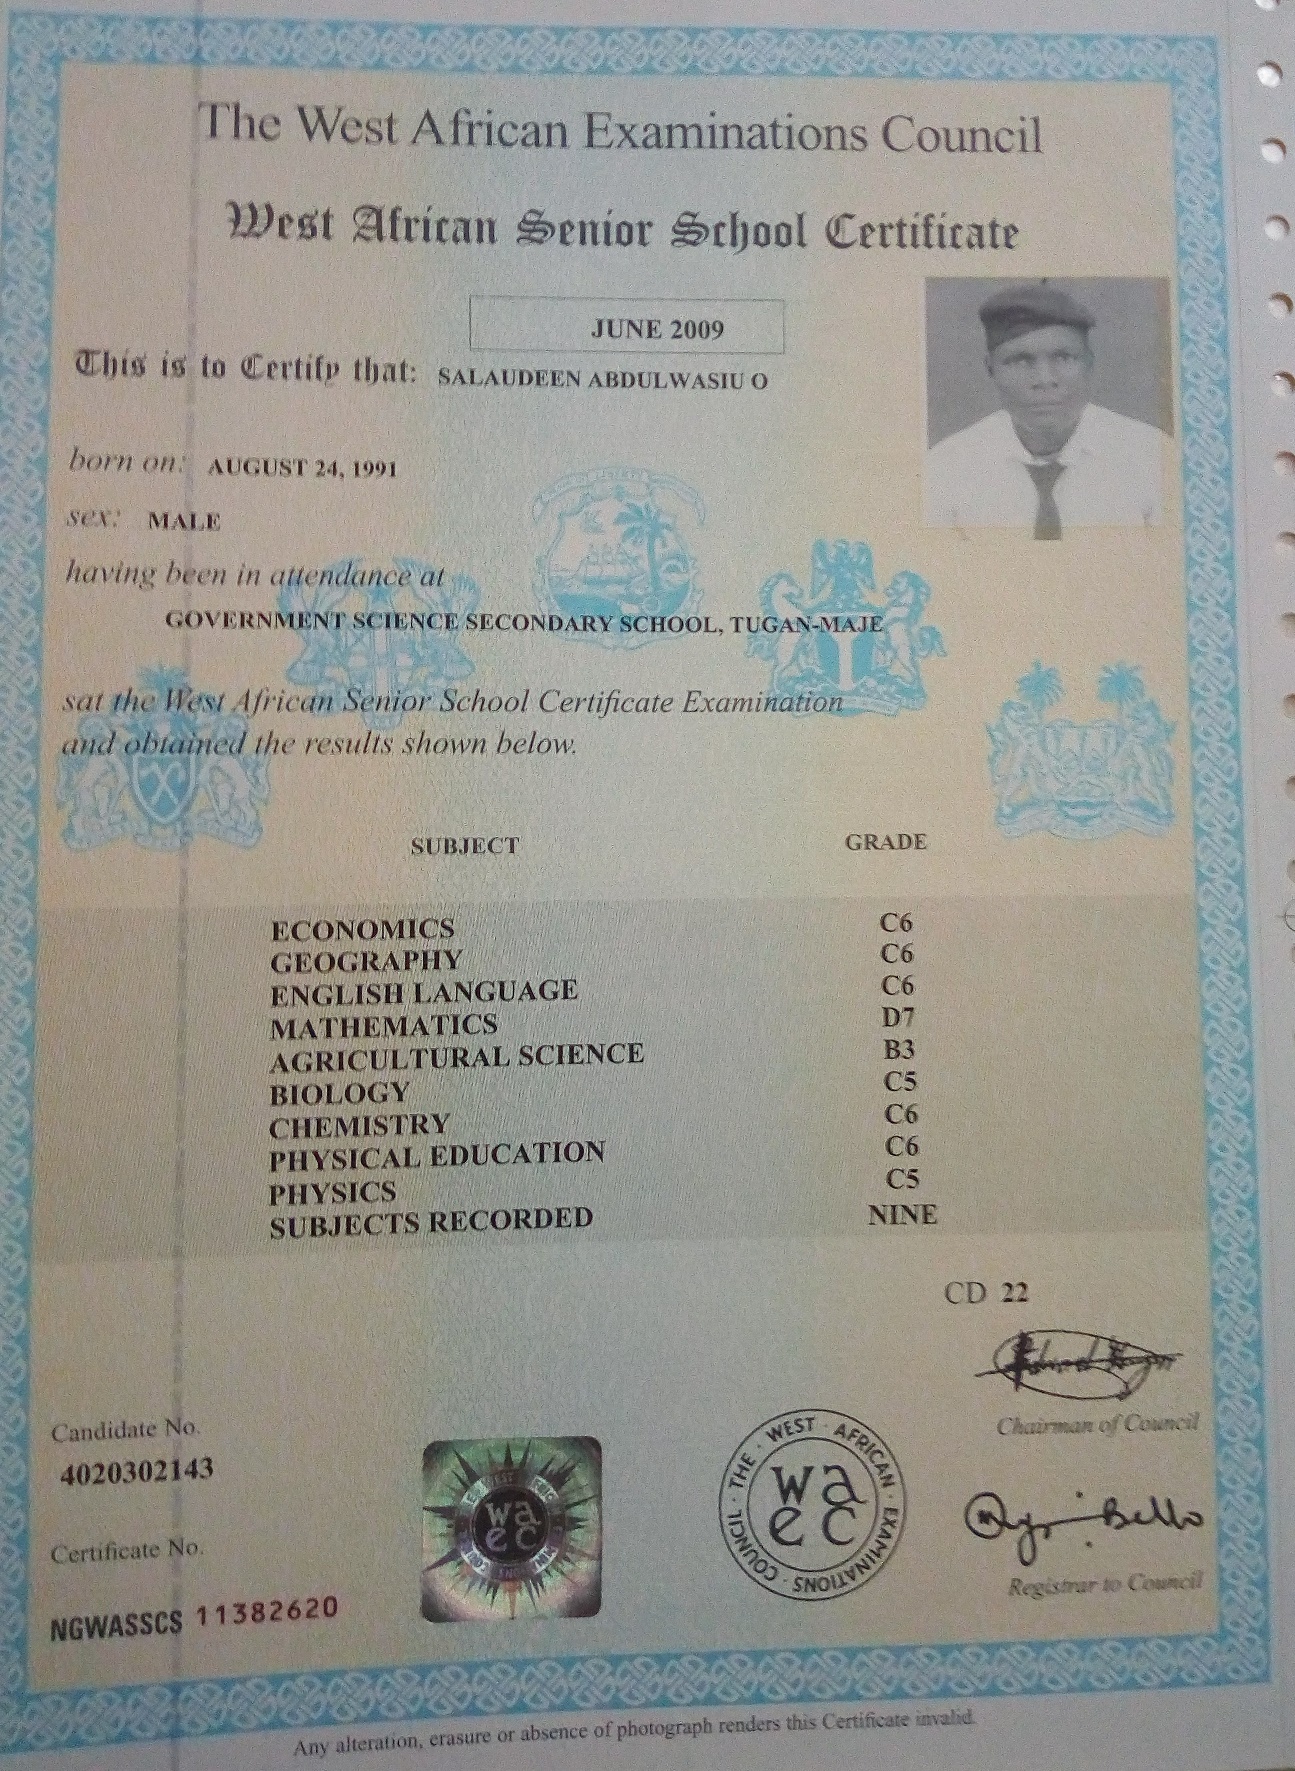 The West African Examinations Council
West African Senior School Certificate
JUNE 2009
This is to Certify that: SALAUDEEN ABDULWASIU O
born on: AUGUST 24, 1991
sex: MALE
having been in attendance at
GOVERNMENT SCIENCE SECONDARY SCHOOL, TUGAN-MAJE
sat the West African Senior School Certificate Examination
and obtained the results shown below.
SUBJECT GRADE
ECONOMICS C6
GEOGRAPHY C6
ENGLISH LANGUAGE C6
MATHEMATICS D7
AGRICULTURAL SCIENCE B3
BIOLOGY C5
CHEMISTRY C6
PHYSICAL EDUCATION C6
PHYSICS C5
SUBJECTS RECORDED NINE
CD 22
Chairman of Council
Candidate No.
4020302143
Certificate No.
NGWASSCS 11382620
waec
THE · WEST · AFRICAN · EXAMINATIONS · COUNCIL ·
waec
Bello
Registrar to Council
Any alteration, erasure or absence of photograph renders this Certificate invalid.